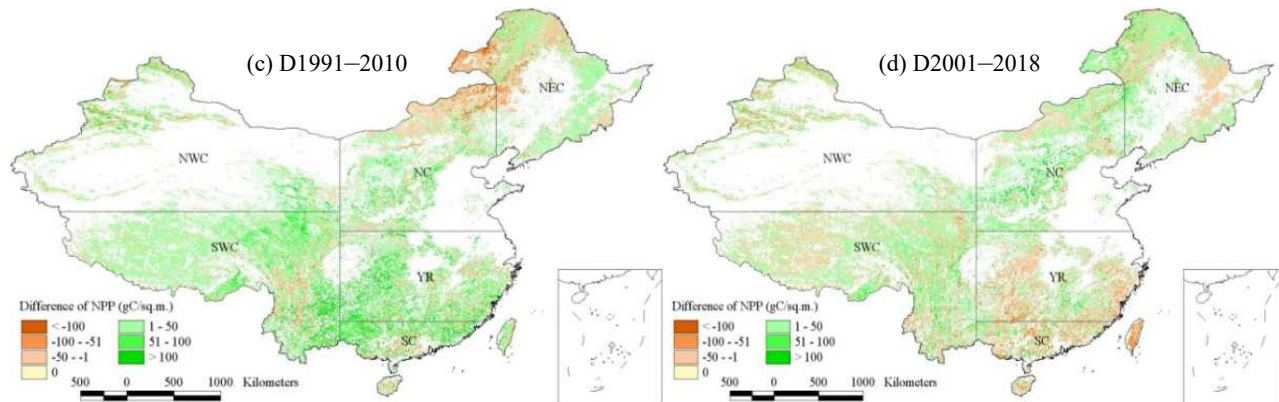 (c) D1991–2010
NEC
NWC
NC
SWC
YR
SC
Difference of NPP (gC/sq.m.)
< -100
-100 - -51
-50 - -1
0
1 - 50
51 - 100
> 100
500 0 500 1000 Kilometers
(d) D2001–2018
NEC
NWC
NC
SWC
YR
SC
Difference of NPP (gC/sq.m.)
< -100
-100 - -51
-50 - -1
0
1 - 50
51 - 100
> 100
500 0 500 1000 Kilometers